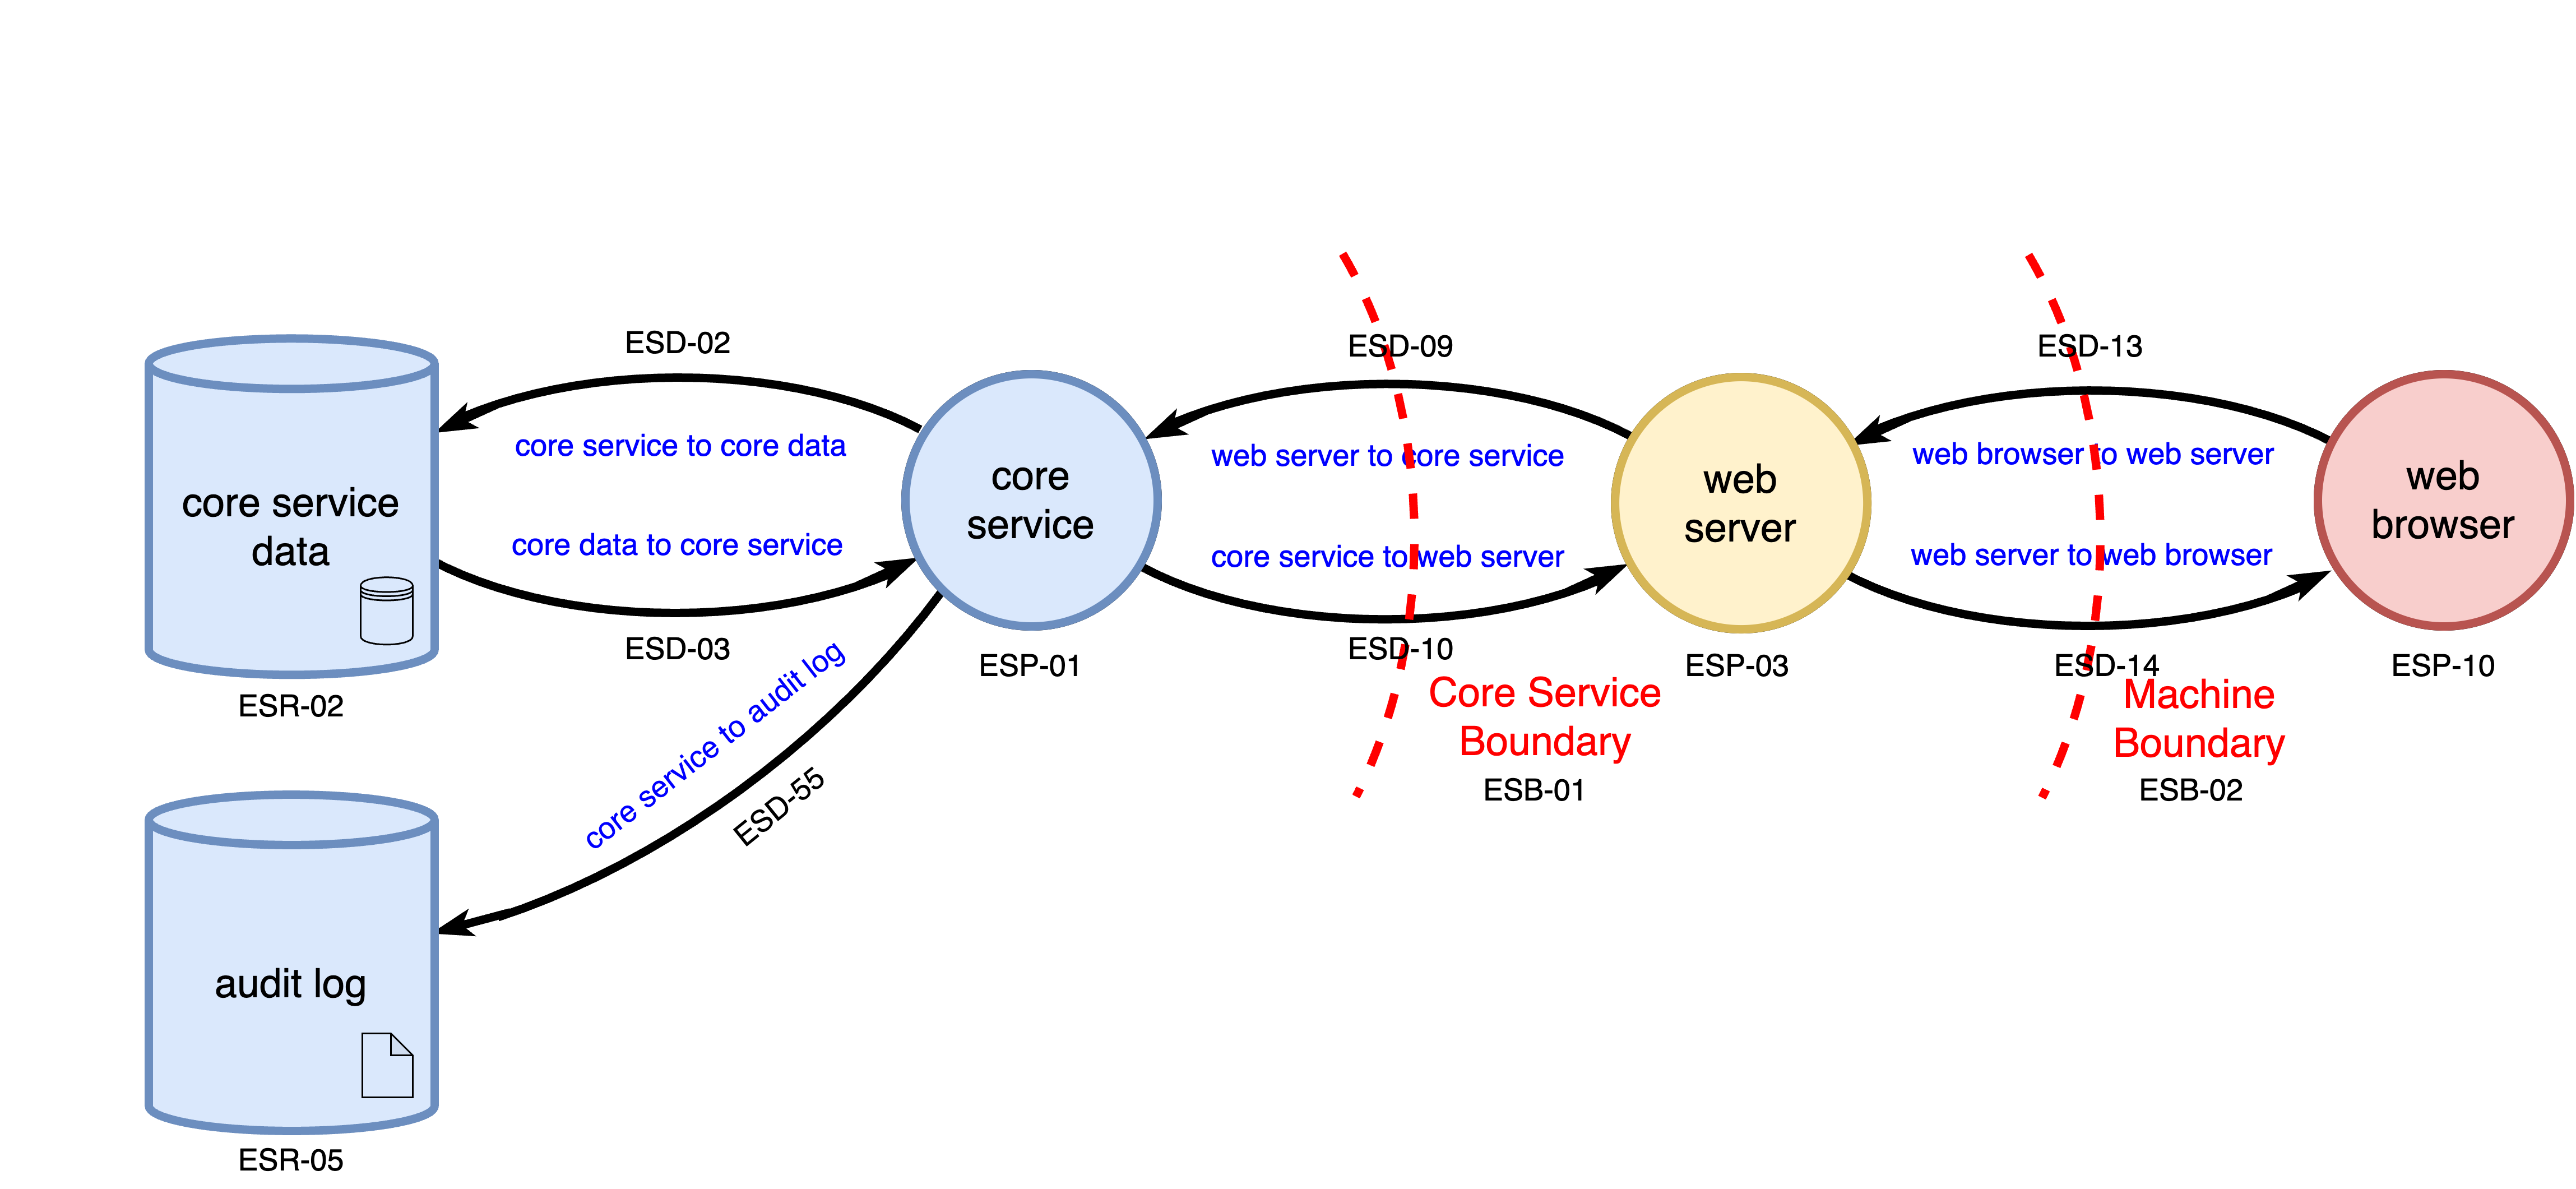 ESD-02
core service to core data
core service
data
core data to core service
ESD-03
ESR-02
core
service
ESP-01
core service to audit log
ESD-55
audit log
ESR-05
ESD-09
web server to core service
core service to web server
ESD-10
Core Service
Boundary
ESB-01
web
server
ESP-03
ESD-13
web browser to web server
web server to web browser
ESD-14
Machine
Boundary
ESB-02
web
browser
ESP-10